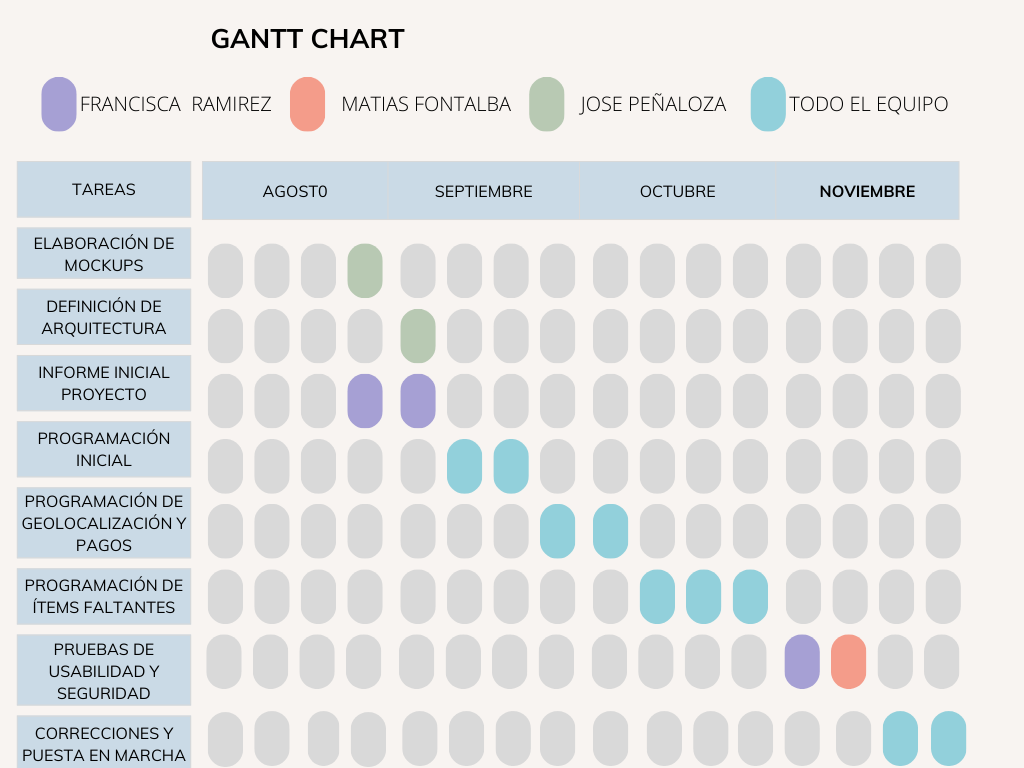 GANTT CHART
FRANCISCA RAMIREZ MATIAS FONTALBA JOSE PEÑALOZA TODO EL EQUIPO
TAREAS AGOST0 SEPTIEMBRE OCTUBRE NOVIEMBRE
ELABORACIÓN DE
MOCKUPS
DEFINICIÓN DE
ARQUITECTURA
INFORME INICIAL
PROYECTO
PROGRAMACIÓN
INICIAL
PROGRAMACIÓN DE
GEOLOCALIZACIÓN Y
PAGOS
PROGRAMACIÓN DE
ÍTEMS FALTANTES
PRUEBAS DE
USABILIDAD Y
SEGURIDAD
CORRECCIONES Y
PUESTA EN MARCHA